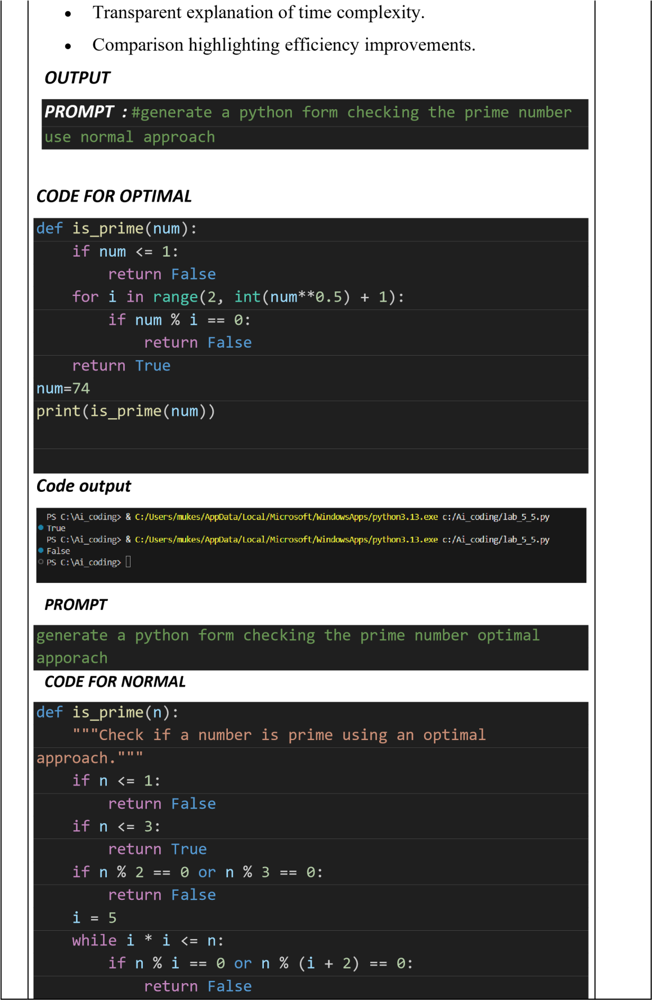 • Transparent explanation of time complexity.
• Comparison highlighting efficiency improvements.
OUTPUT
PROMPT : #generate a python form checking the prime number
use normal approach
CODE FOR OPTIMAL
def is_prime(num):
    if num <= 1:
        return False
    for i in range(2, int(num**0.5) + 1):
        if num % i == 0:
            return False
    return True
num=74
print(is_prime(num))
Code output
PS C:\Ai_coding> & C:/Users/mukes/AppData/Local/Microsoft/WindowsApps/python3.13.exe c:/Ai_coding/lab_5_5.py
True
PS C:\Ai_coding> & C:/Users/mukes/AppData/Local/Microsoft/WindowsApps/python3.13.exe c:/Ai_coding/lab_5_5.py
False
PS C:\Ai_coding>
PROMPT
generate a python form checking the prime number optimal
apporach
CODE FOR NORMAL
def is_prime(n):
    """Check if a number is prime using an optimal
approach."""
    if n <= 1:
        return False
    if n <= 3:
        return True
    if n % 2 == 0 or n % 3 == 0:
        return False
    i = 5
    while i * i <= n:
        if n % i == 0 or n % (i + 2) == 0:
            return False